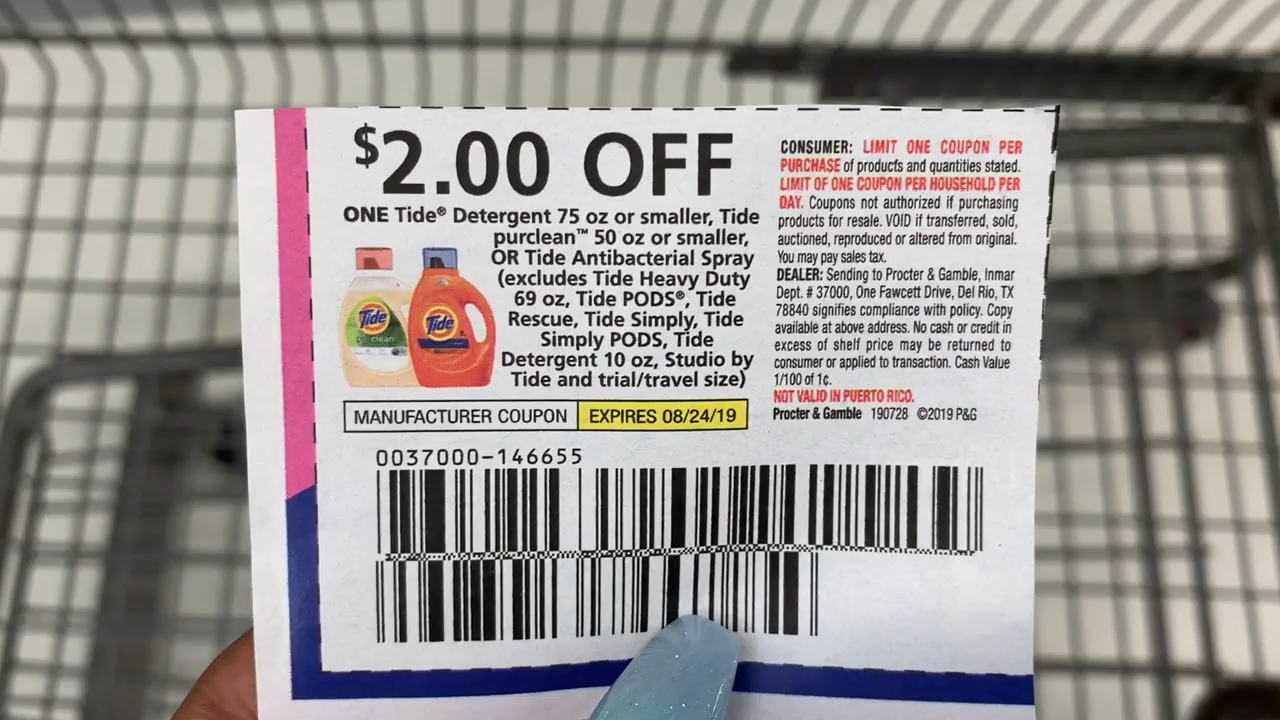 $2.00 OFF
ONE Tide® Detergent 75 oz or smaller, Tide
purclean™ 50 oz or smaller,
OR Tide Antibacterial Spray
(excludes Tide Heavy Duty
69 oz, Tide PODS®, Tide
Rescue, Tide Simply, Tide
Simply PODS, Tide
Detergent 10 oz, Studio by
Tide and trial/travel size)
Tide
clean
Tide
MANUFACTURER COUPON EXPIRES 08/24/19
0037000-146655
CONSUMER: LIMIT ONE COUPON PER
PURCHASE of products and quantities stated.
LIMIT OF ONE COUPON PER HOUSEHOLD PER
DAY. Coupons not authorized if purchasing
products for resale. VOID if transferred, sold,
auctioned, reproduced or altered from original.
You may pay sales tax.
DEALER: Sending to Procter & Gamble, Inmar
Dept. # 37000, One Fawcett Drive, Del Rio, TX
78840 signifies compliance with policy. Copy
available at above address. No cash or credit in
excess of shelf price may be returned to
consumer or applied to transaction. Cash Value
1/100 of 1¢.
NOT VALID IN PUERTO RICO.
Procter & Gamble 190728 ©2019 P&G